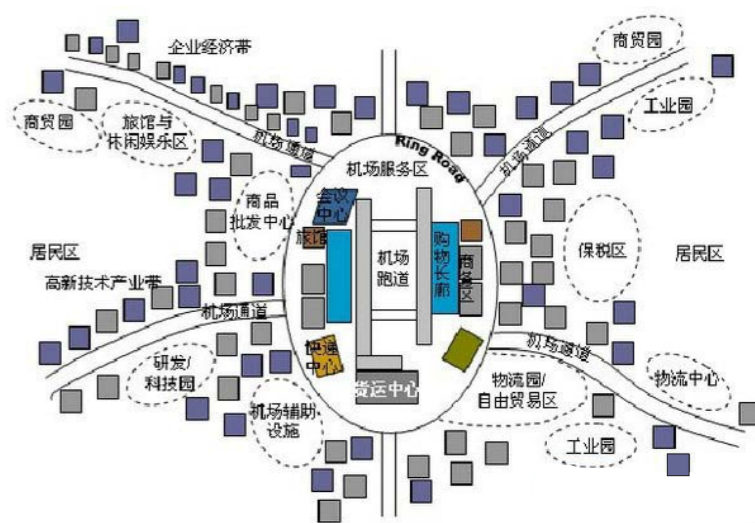 企业经济带
商贸园
工业园
商贸园
旅馆与
休闲娱乐区
机场通道
Ring Road
机场通道
机场服务区
会议
中心
商品
批发中心
旅馆
机场
跑道
购物长廊
商务区
保税区
居民区
居民区
高新技术产业带
机场通道
机场通道
快递
中心
研发/
科技园
货运中心
物流园/
自由贸易区
物流中心
机场辅助
设施
工业园